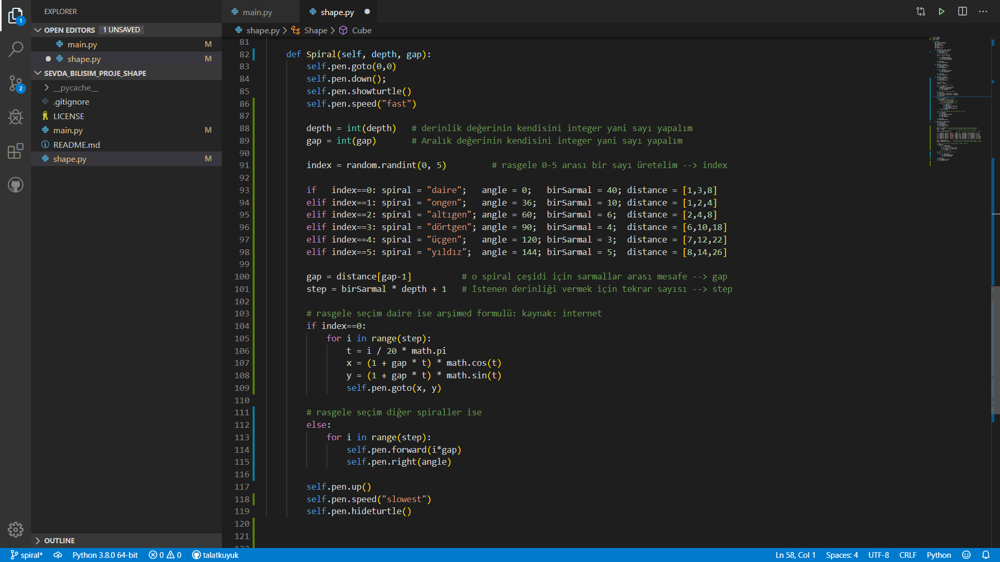 EXPLORER
OPEN EDITORS 1 UNSAVED
main.py M
shape.py M
SEVDA_BILISIM_PROJE_SHAPE
__pycache__
.gitignore
LICENSE
main.py M
README.md
shape.py M
OUTLINE
1
2
main.py
shape.py
shape.py > Shape > Cube
81
82 def Spiral(self, depth, gap):
83 self.pen.goto(0,0)
84 self.pen.down();
85 self.pen.showturtle()
86 self.pen.speed("fast")
87
88 depth = int(depth) # derinlik değerinin kendisini integer yani sayı yapalım
89 gap = int(gap) # Aralık değerinin kendisini integer yani sayı yapalım
90
91 index = random.randint(0, 5) # rasgele 0-5 arası bir sayı üretelim --> index
92
93 if index==0: spiral = "daire"; angle = 0; birSarmal = 40; distance = [1,3,8]
94 elif index==1: spiral = "ongen"; angle = 36; birSarmal = 10; distance = [1,2,4]
95 elif index==2: spiral = "altıgen"; angle = 60; birSarmal = 6; distance = [2,4,8]
96 elif index==3: spiral = "dörtgen"; angle = 90; birSarmal = 4; distance = [6,10,18]
97 elif index==4: spiral = "üçgen"; angle = 120; birSarmal = 3; distance = [7,12,22]
98 elif index==5: spiral = "yıldız"; angle = 144; birSarmal = 5; distance = [8,14,26]
99
100 gap = distance[gap-1] # o spiral çeşidi için sarmallar arası mesafe --> gap
101 step = birSarmal * depth + 1 # İstenen derinliği vermek için tekrar sayısı --> step
102
103 # rasgele seçim daire ise arşimed formulü: kaynak: internet
104 if index==0:
105 for i in range(step):
106 t = i / 20 * math.pi
107 x = (1 + gap * t) * math.cos(t)
108 y = (1 + gap * t) * math.sin(t)
109 self.pen.goto(x, y)
110
111 # rasgele seçim diğer spiraller ise
112 else:
113 for i in range(step):
114 self.pen.forward(i*gap)
115 self.pen.right(angle)
116
117 self.pen.up()
118 self.pen.speed("slowest")
119 self.pen.hideturtle()
120
121
spiral* Python 3.8.0 64-bit 0 0 talatkuyuk Ln 58, Col 1 Spaces: 4 UTF-8 CRLF Python